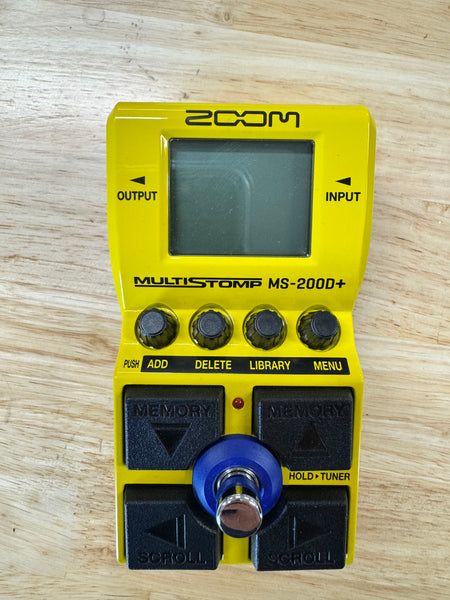 ZOOM
OUTPUT
INPUT
MULTISTOMP MS-200D+
PUSH ADD DELETE LIBRARY MENU
MEMORY MEMORY
HOLD▶TUNER
SCROLL SCROLL